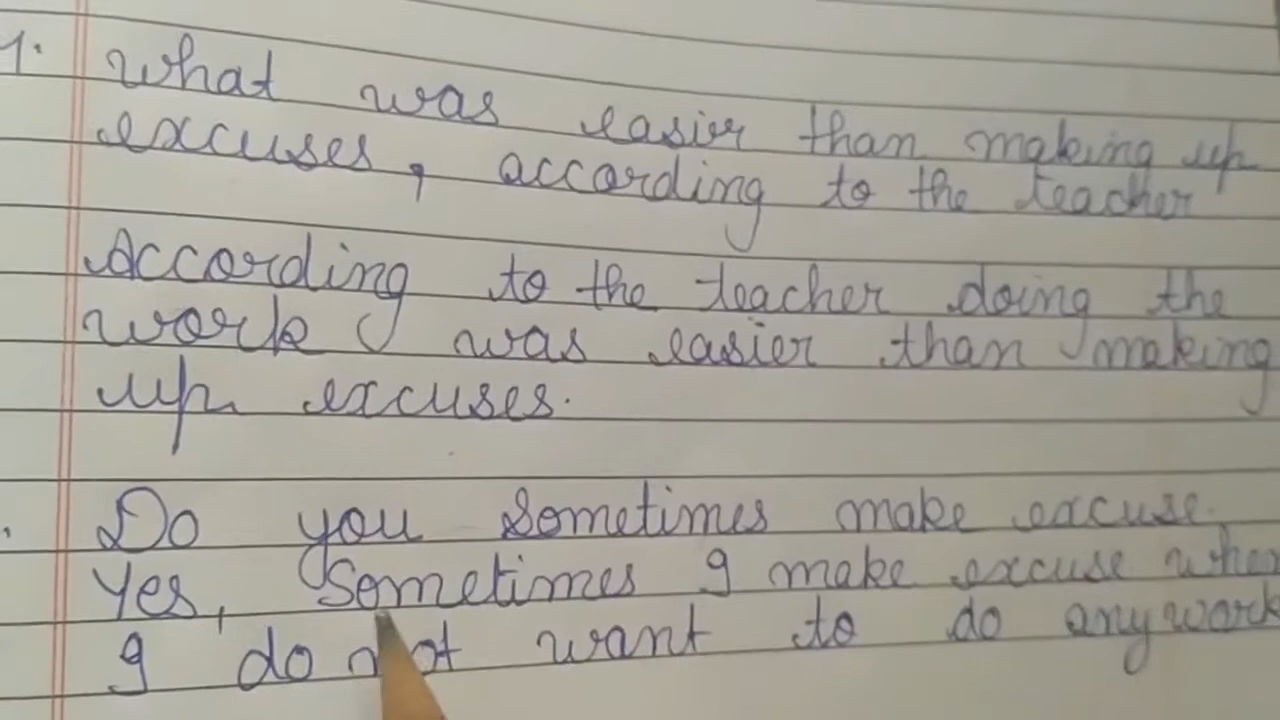 1. What was easier than making up
excuses, according to the teacher
According to the teacher doing the
work was easier than making
up excuses.
Do you sometimes make excuse.
Yes, Sometimes I make excuse when
I do not want to do any work